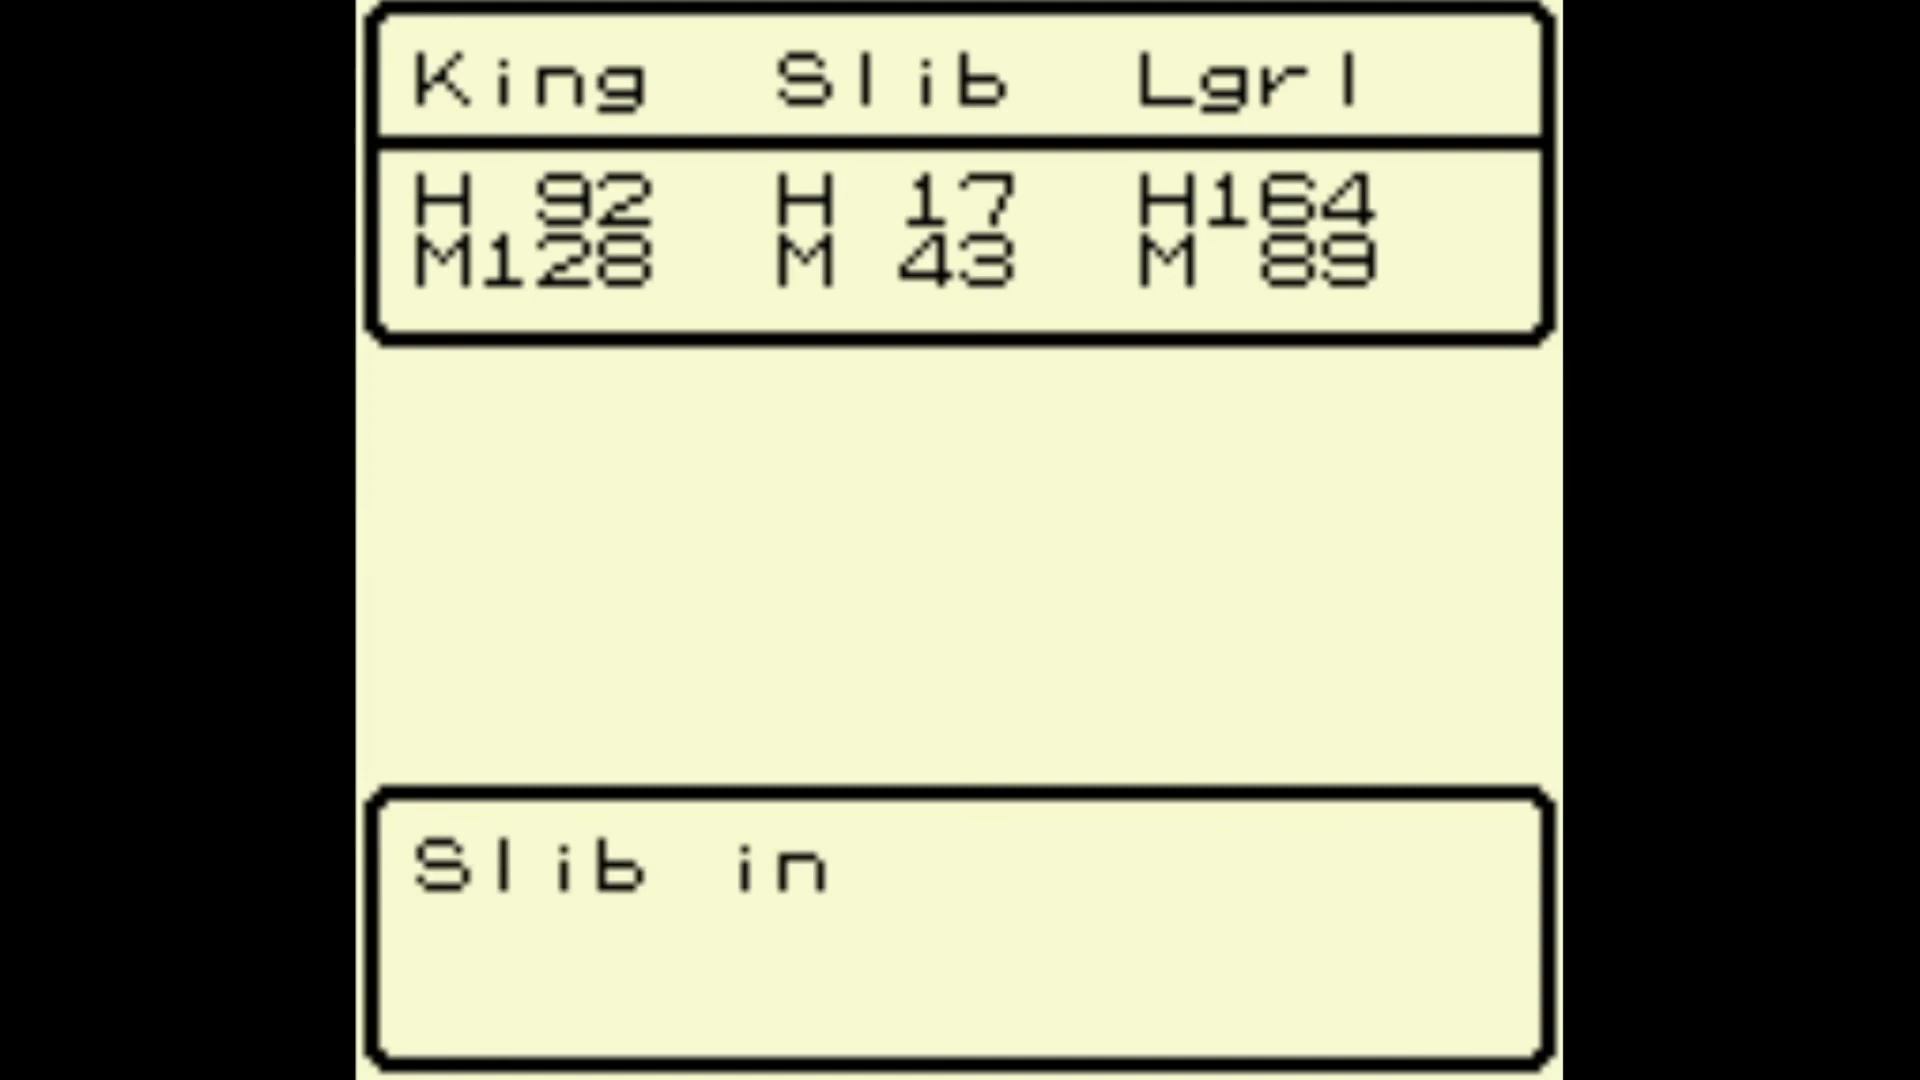 King Slib Lgrl
H 92 H 17 H164
M128 M 43 M 89
Slib in